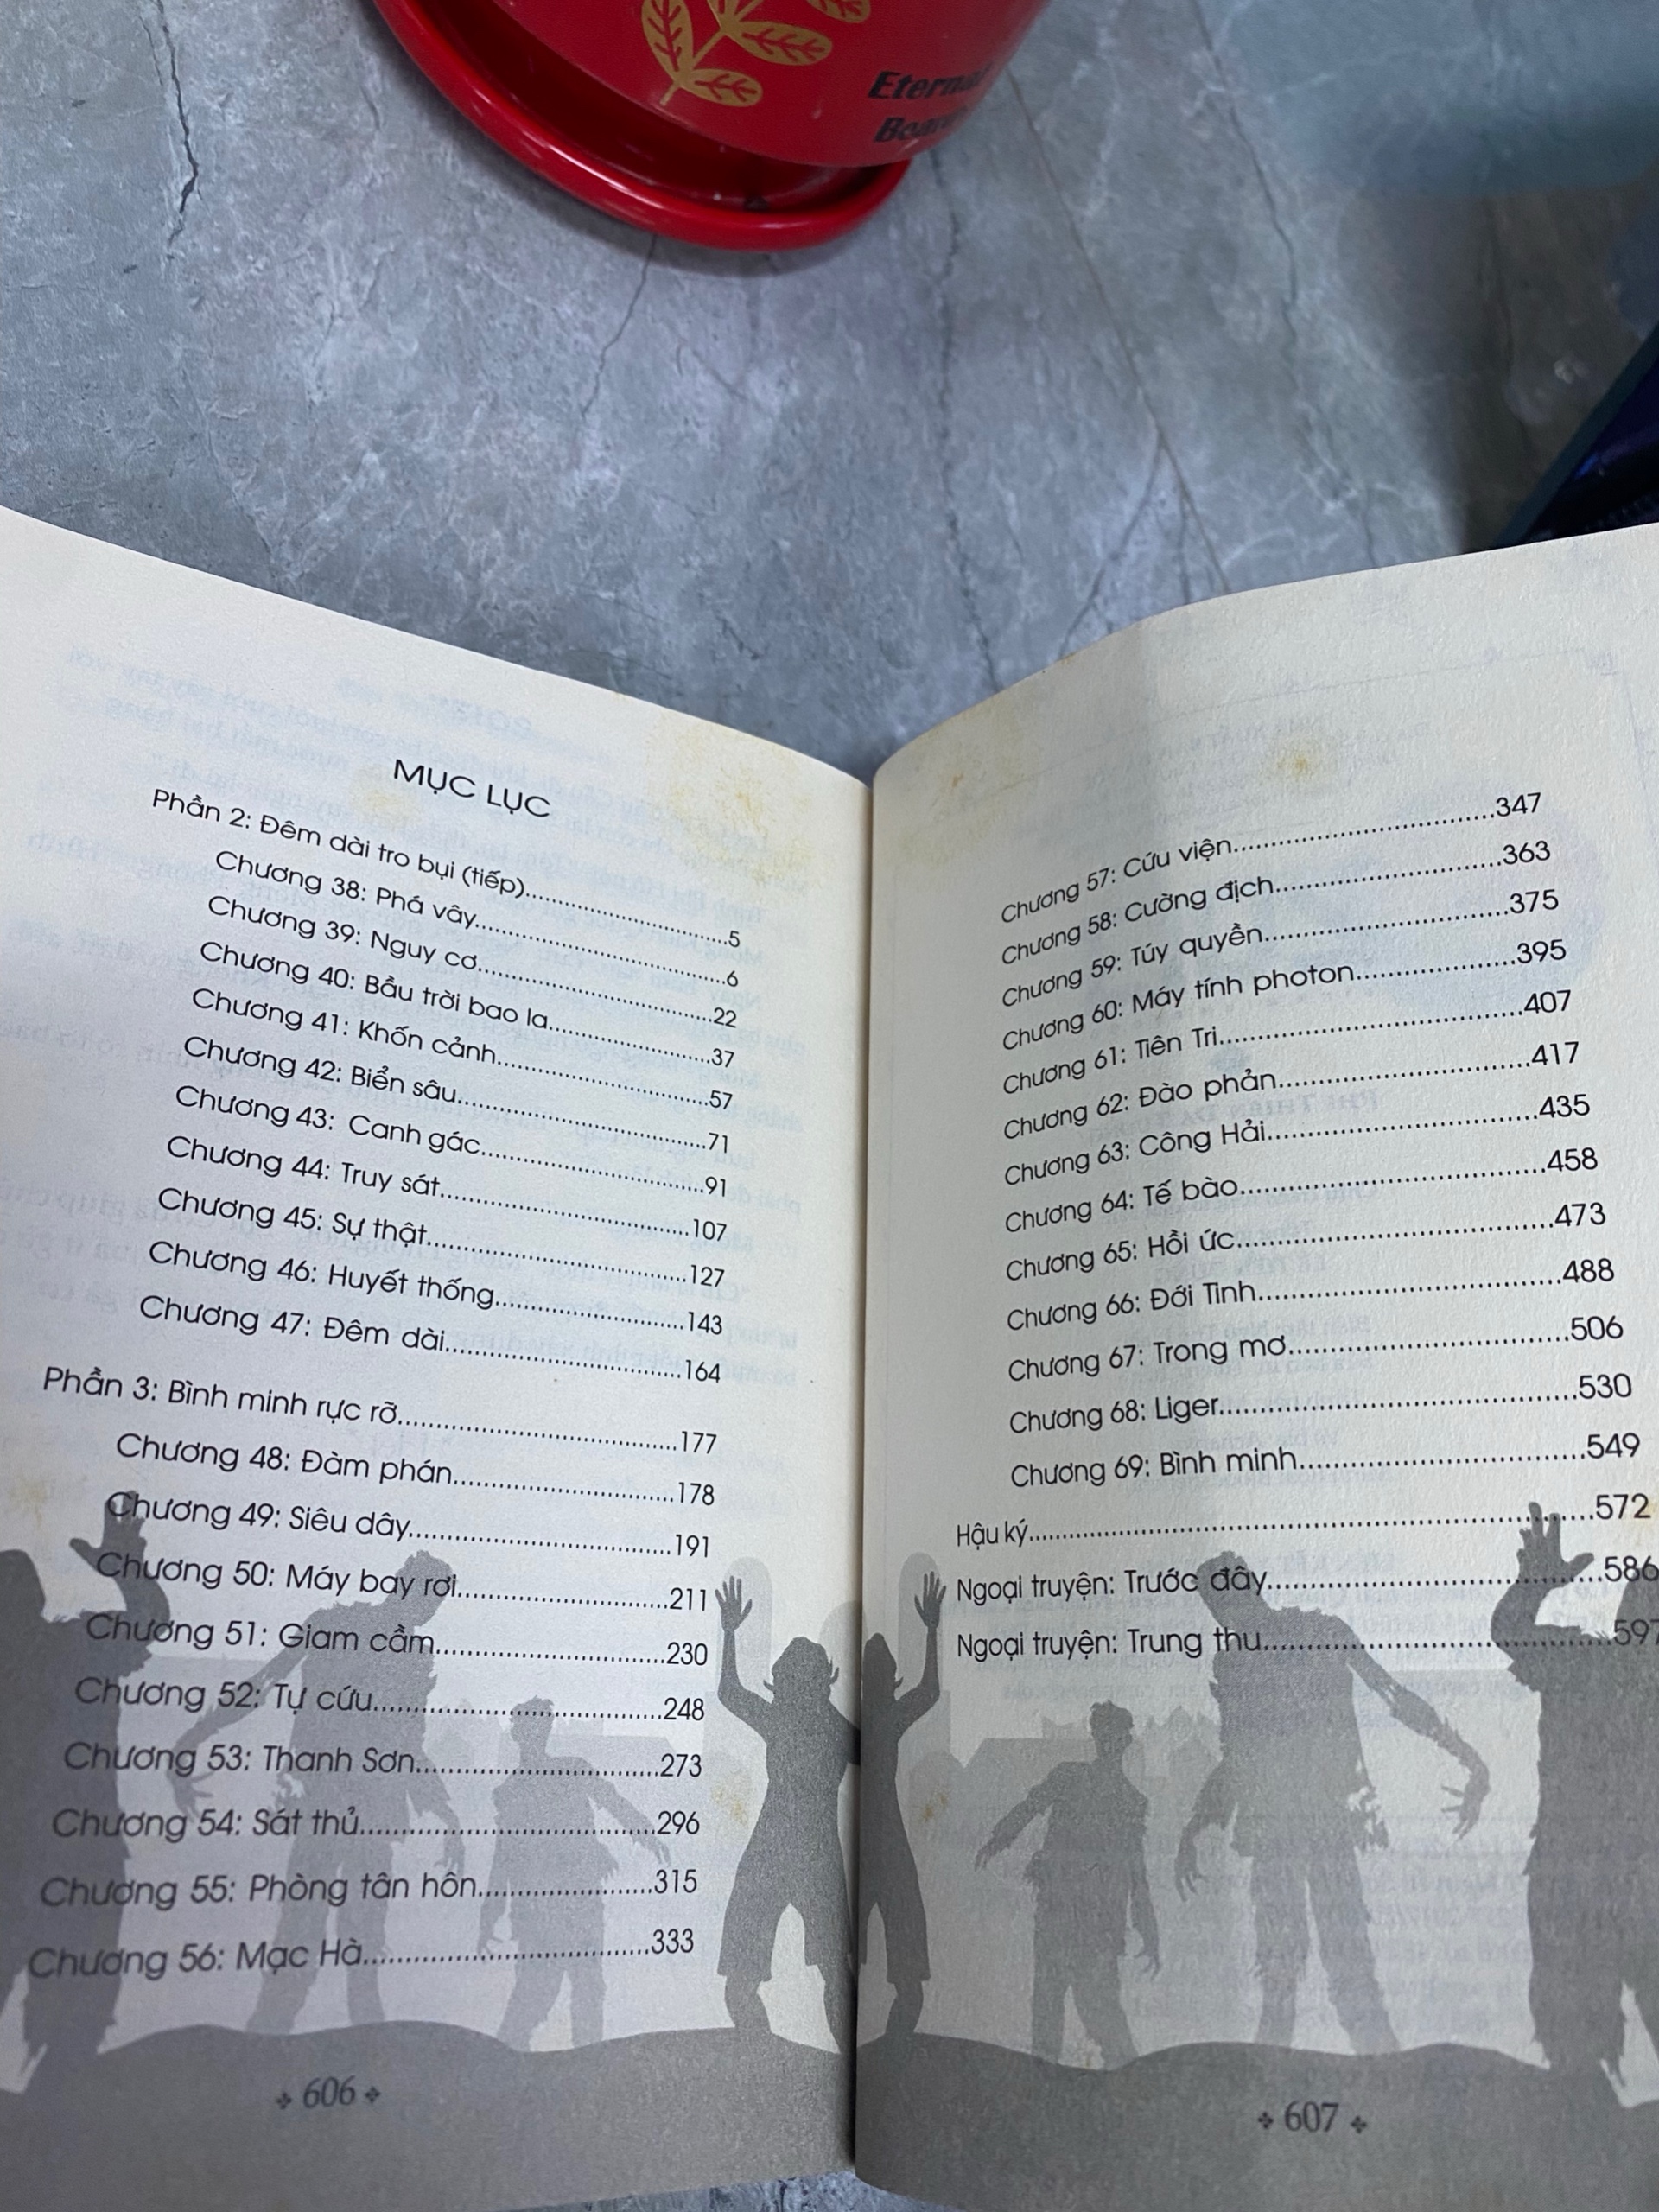 Eternal
MỤC LỤC
Phần 2: Đêm dài tro bụi (tiếp)..............................5
Chương 38: Phá vây....................................6
Chương 39: Nguy cơ..................................22
Chương 40: Bầu trời bao la.......................37
Chương 41: Khốn cảnh..............................57
Chương 42: Biển sâu...................................71
Chương 43: Canh gác................................91
Chương 44: Truy sát...................................107
Chương 45: Sự thật.....................................127
Chương 46: Huyết thống...........................143
Chương 47: Đêm dài..................................164
Phần 3: Bình minh rực rỡ.......................................177
Chương 48: Đàm phán...............................178
Chương 49: Siêu dây....................................191
Chương 50: Máy bay rơi.............................211
Chương 51: Giam cầm................................230
Chương 52: Tự cứu.......................................248
Chương 53: Thanh Sơn................................273
Chương 54: Sát thủ........................................296
Chương 55: Phòng tân hôn........................315
Chương 56: Mạc Hà......................................333
606
Chương 57: Cứu viện....................................347
Chương 58: Cường địch...............................363
Chương 59: Túy quyền.................................375
Chương 60: Máy tính photon.....................395
Chương 61: Tiên Tri.........................................407
Chương 62: Đào phản..................................417
Chương 63: Công Hải....................................435
Chương 64: Tế bào........................................458
Chương 65: Hồi ức.........................................473
Chương 66: Đới Tinh......................................488
Chương 67: Trong mơ...................................506
Chương 68: Liger............................................530
Chương 69: Bình minh..................................549
Hậu ký...............................................................................572
Ngoại truyện: Trước đây...........................................586
Ngoại truyện: Trung thu............................................597
607